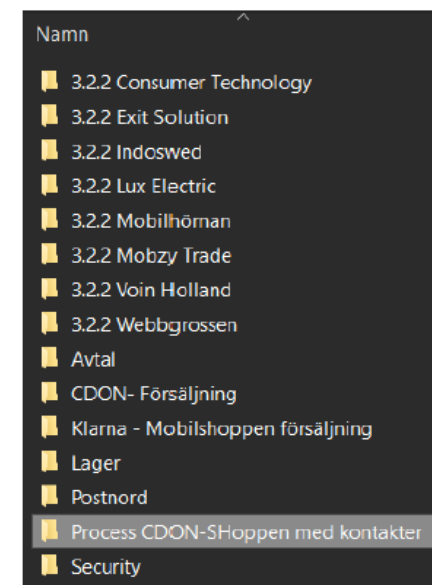 Namn
3.2.2 Consumer Technology
3.2.2 Exit Solution
3.2.2 Indoswed
3.2.2 Lux Electric
3.2.2 Mobilhörnan
3.2.2 Mobzy Trade
3.2.2 Voin Holland
3.2.2 Webbgrossen
Avtal
CDON- Försäljning
Klarna - Mobilshoppen försäljning
Lager
Postnord
Process CDON-SHoppen med kontakter
Security